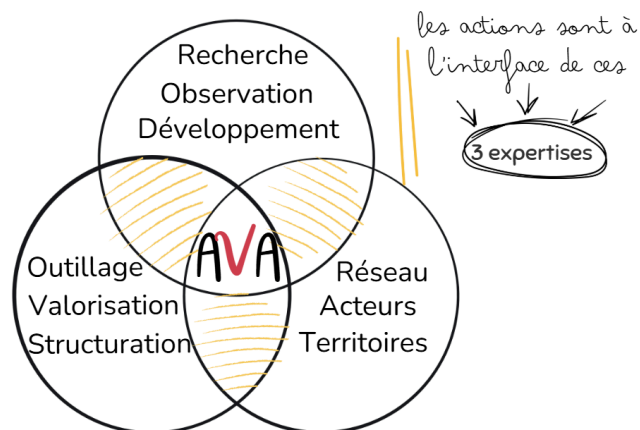 Recherche
Observation
Développement
les actions sont à
l'interface de ces
3 expertises
AVA
Outillage
Valorisation
Structuration
Réseau
Acteurs
Territoires